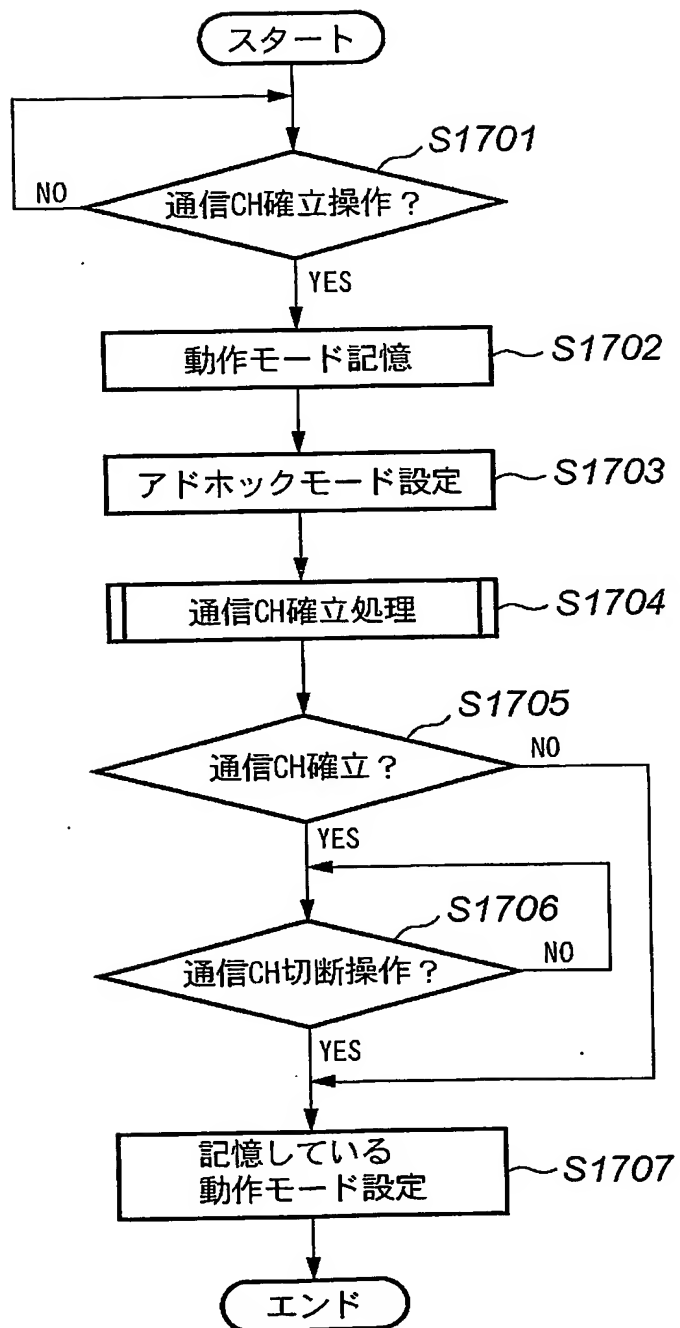 スタート
S1701
通信CH確立操作？
NO
YES
動作モード記憶
S1702
アドホックモード設定
S1703
通信CH確立処理
S1704
S1705
通信CH確立？
NO
YES
S1706
通信CH切断操作？
NO
YES
記憶している
動作モード設定
S1707
エンド